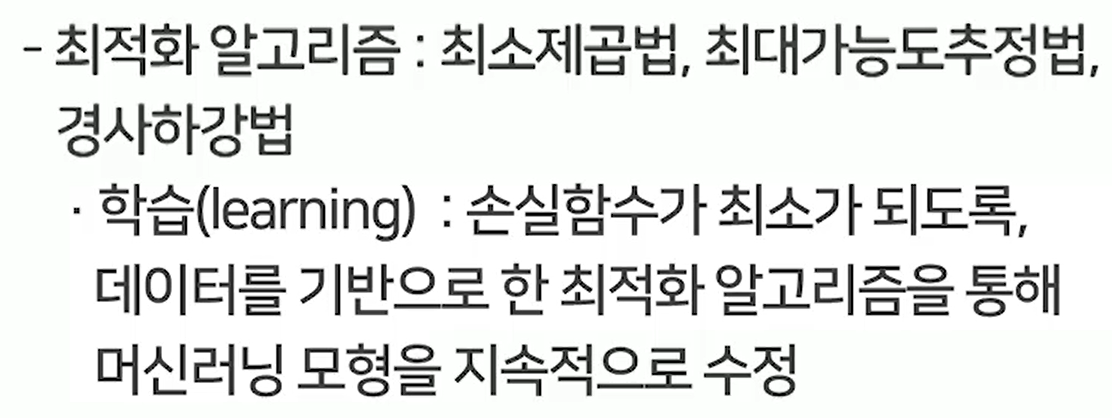 - 최적화 알고리즘 : 최소제곱법, 최대가능도추정법,
경사하강법
· 학습(learning) : 손실함수가 최소가 되도록,
데이터를 기반으로 한 최적화 알고리즘을 통해
머신러닝 모형을 지속적으로 수정